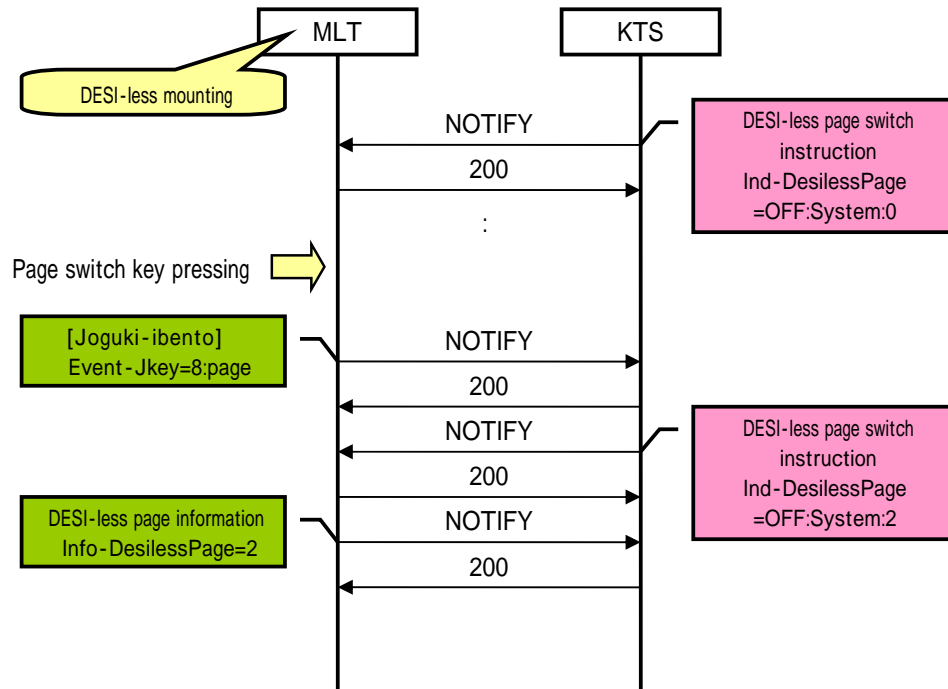 MLT
KTS
DESI-less mounting
NOTIFY
DESI-less page switch
instruction
Ind-DesilessPage
=OFF:System:0
200
:
Page switch key pressing
[Joguki-ibento]
Event-Jkey=8:page
NOTIFY
200
NOTIFY
DESI-less page switch
instruction
Ind-DesilessPage
=OFF:System:2
200
DESI-less page information
Info-DesilessPage=2
NOTIFY
200